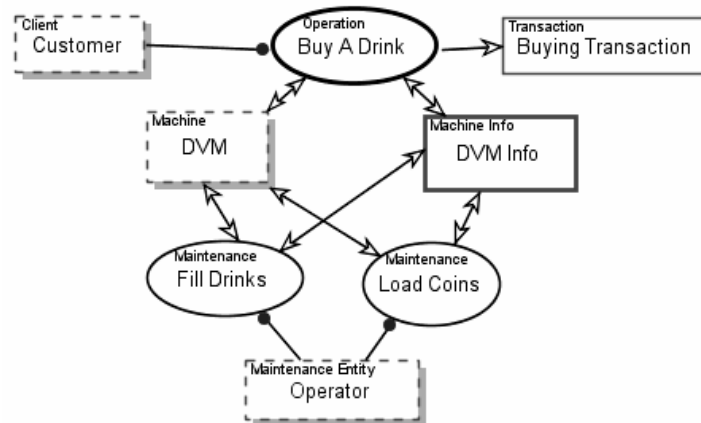 Client
Customer
Operation
Buy A Drink
Transaction
Buying Transaction
Machine
DVM
Machine Info
DVM Info
Maintenance
Fill Drinks
Maintenance
Load Coins
Maintenance Entity
Operator